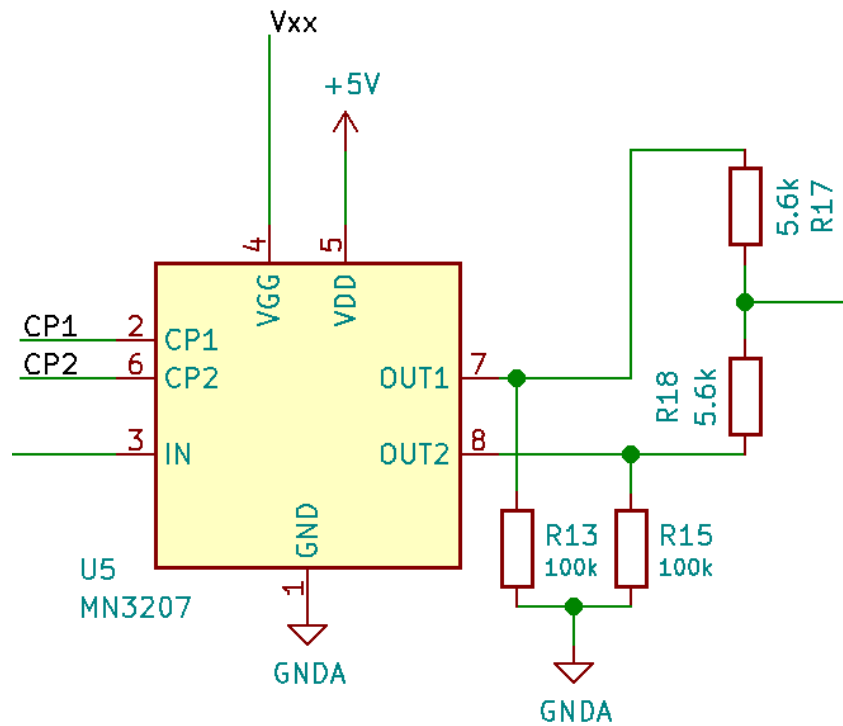 Vxx
+5V
4
5
VGG
VDD
5.6k
R17
CP1
2
CP1
CP2
6
CP2
OUT1
7
R18
5.6k
3
IN
OUT2
8
GND
1
R13
100k
R15
100k
U5
MN3207
GNDA
GNDA